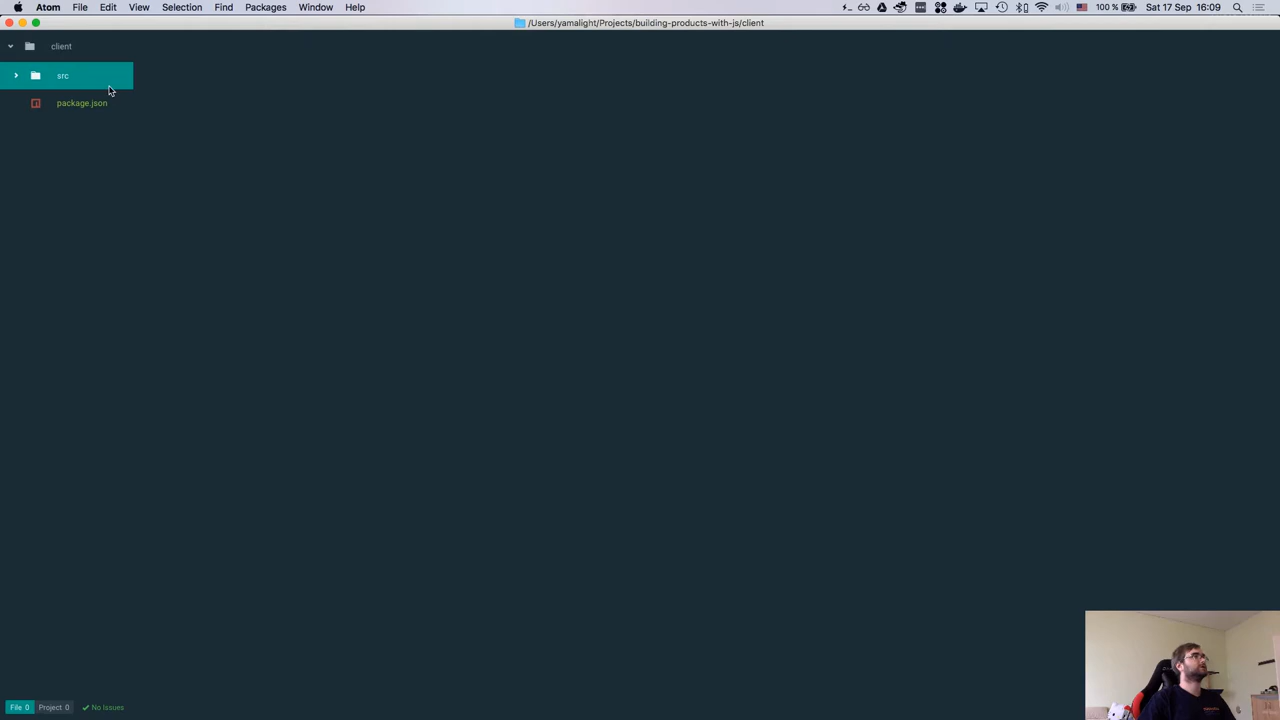 Atom File Edit View Selection Find Packages Window Help 100 % Sat 17 Sep 16:09
/Users/yamalight/Projects/building-products-with-js/client
client
src
package.json
File 0 Project 0 No Issues